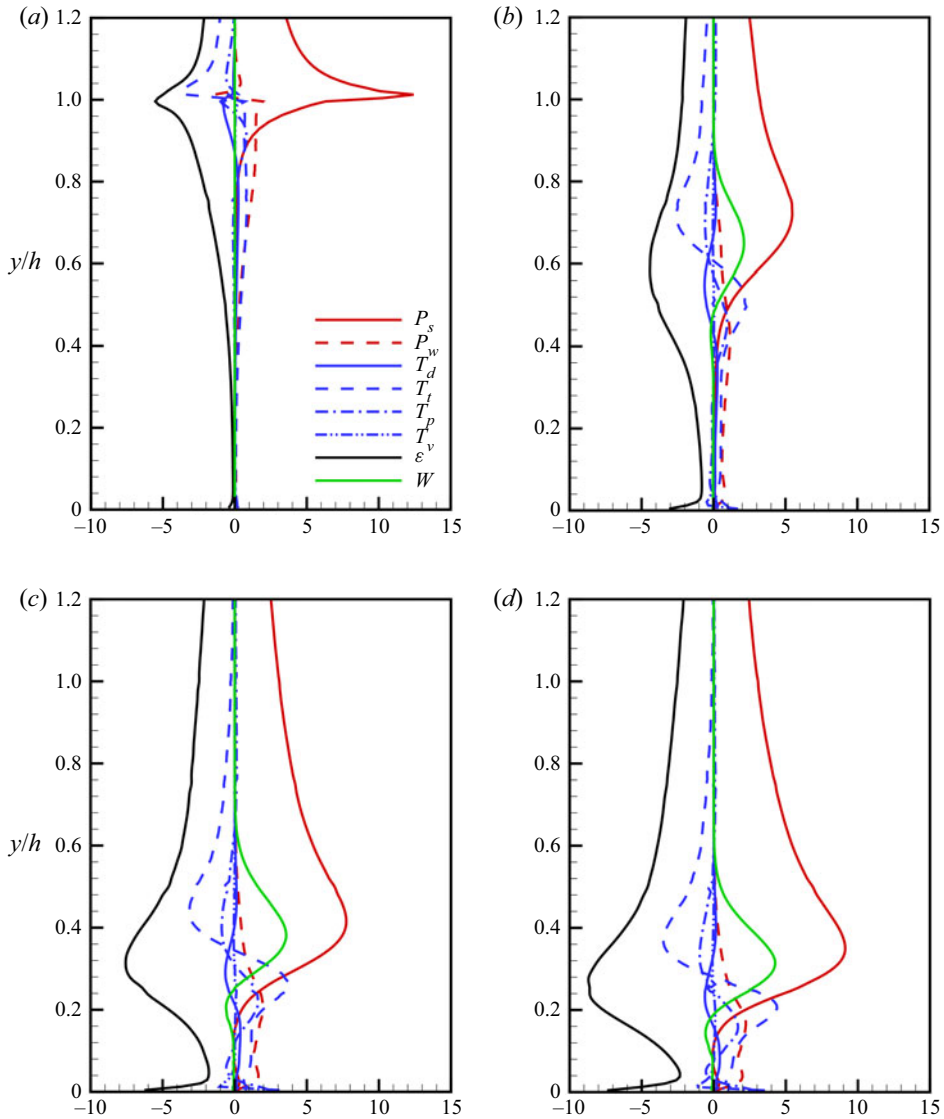 (a) (b)
1.2 1.2
1.0 1.0
0.8 0.8
y/h 0.6 0.6
P_s
P_w
0.4 T_d 0.4
T_t
T_p
0.2 T_v 0.2
ε
W
0 0
–10 –5 0 5 10 15 –10 –5 0 5 10 15
(c) (d)
1.2 1.2
1.0 1.0
0.8 0.8
y/h 0.6 0.6
0.4 0.4
0.2 0.2
0 0
–10 –5 0 5 10 15 –10 –5 0 5 10 15